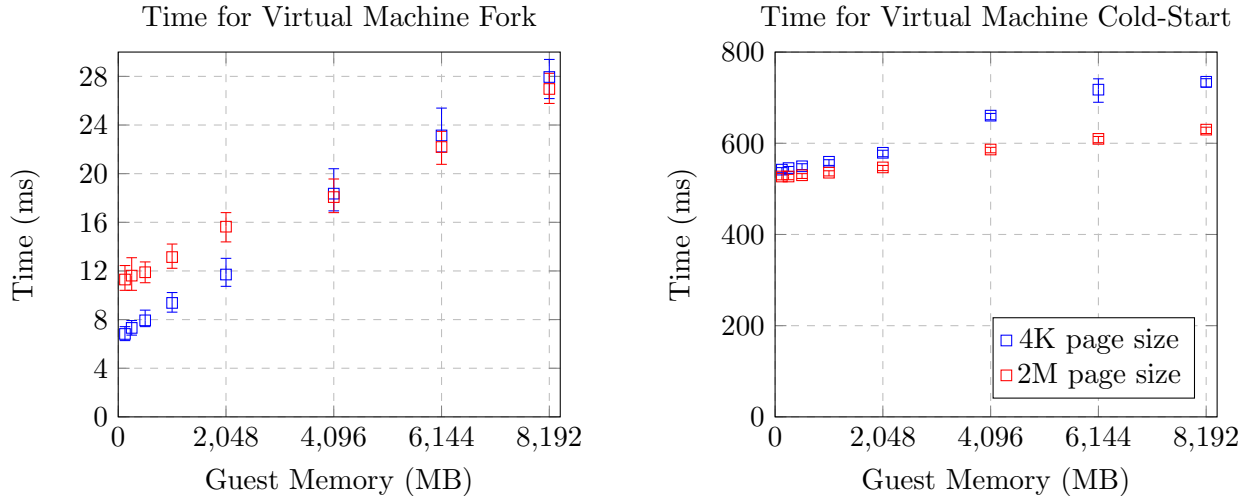 Time for Virtual Machine Fork
28
24
20
16
12
8
4
0
0 2,048 4,096 6,144 8,192
Time (ms)
Guest Memory (MB)
Time for Virtual Machine Cold-Start
800
600
400
200
0
0 2,048 4,096 6,144 8,192
Time (ms)
Guest Memory (MB)
4K page size
2M page size